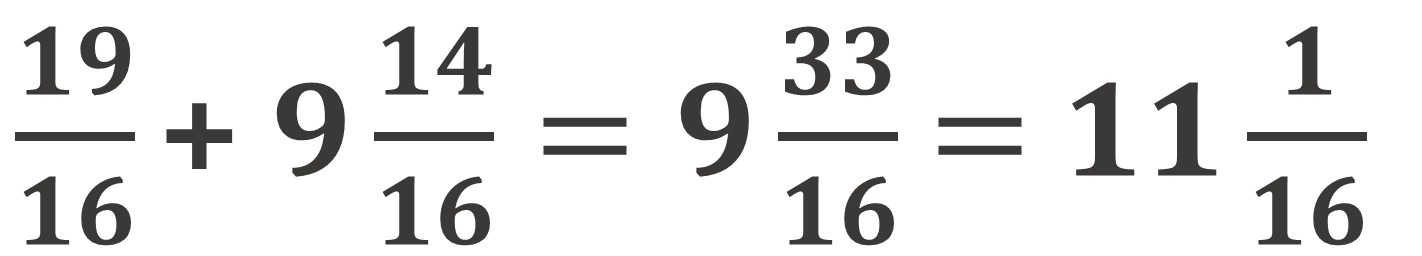 19/16 + 9 14/16 = 9 33/16 = 11 1/16